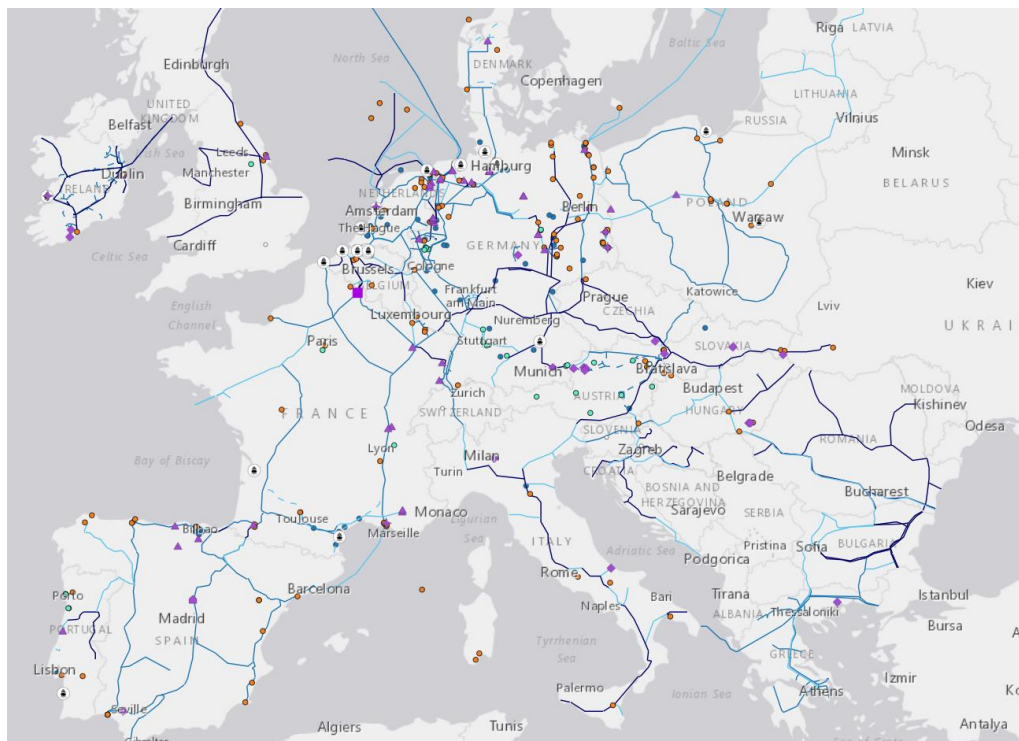 Riga LATVIA
North Sea
Baltic Sea
Edinburgh
DENMARK
Copenhagen
LITHUANIA
UNITED
KINGDOM
Belfast
RUSSIA
Vilnius
Irish Sea
Leeds
Minsk
Dublin
Manchester
Hamburg
IRELAND
NETHERLANDS
BELARUS
Birmingham
Amsterdam
Berlin
POLAND
Warsaw
The Hague
Cardiff
GERMANY
Celtic Sea
Brussels
Cologne
BELGIUM
Frankfurt
am Main
Prague
Katowice
Kiev
English
Channel
Luxembourg
CZECHIA
Lviv
Nuremberg
UKRAI
Paris
Stuttgart
SLOVAKIA
Munich
Bratislava
Zurich
AUSTRIA
Budapest
MOLDOVA
Kishinev
FRANCE
SWITZERLAND
HUNGARY
Odesa
SLOVENIA
Lyon
Milan
Zagreb
ROMANIA
Bay of Biscay
Turin
CROATIA
Belgrade
BOSNIA AND
HERZEGOVINA
Bucharest
Sarajevo
SERBIA
Monaco
Toulouse
Ligurian
Sea
Bilbao
Marseille
ITALY
Adriatic Sea
Pristina
Sofia
BULGARIA
Podgorica
Rome
Barcelona
Tirana
Istanbul
Porto
Bari
Naples
ALBANIA
Thessaloniki
Madrid
Bursa
PORTUGAL
SPAIN
Tyrrhenian
Sea
GREECE
Lisbon
Izmir
Palermo
Ionian Sea
Athens
Seville
Algiers
Tunis
Antalya